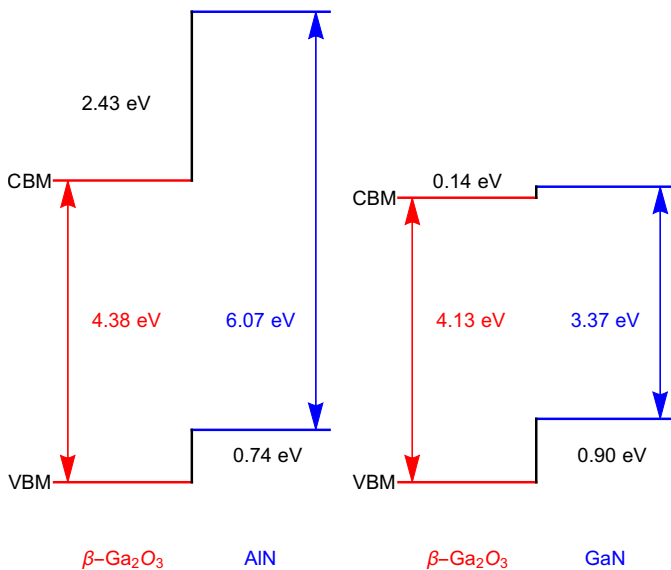 2.43 eV
CBM
4.38 eV
6.07 eV
0.74 eV
VBM
β–Ga₂O₃
AlN
0.14 eV
CBM
4.13 eV
3.37 eV
0.90 eV
VBM
β–Ga₂O₃
GaN